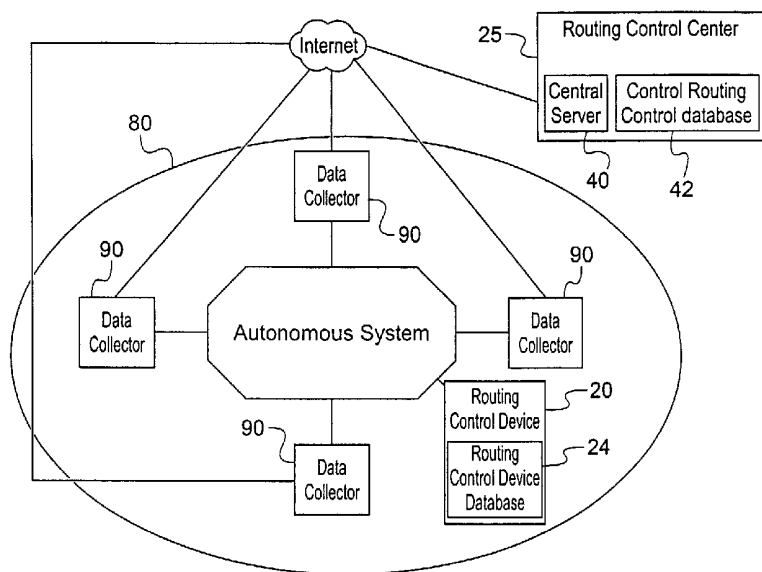 Internet
25
Routing Control Center
Central
Server
Control Routing
Control database
40
42
80
Data
Collector
90
90
Data
Collector
Autonomous System
90
Data
Collector
90
Data
Collector
Routing
Control Device
20
Routing
Control Device
Database
24